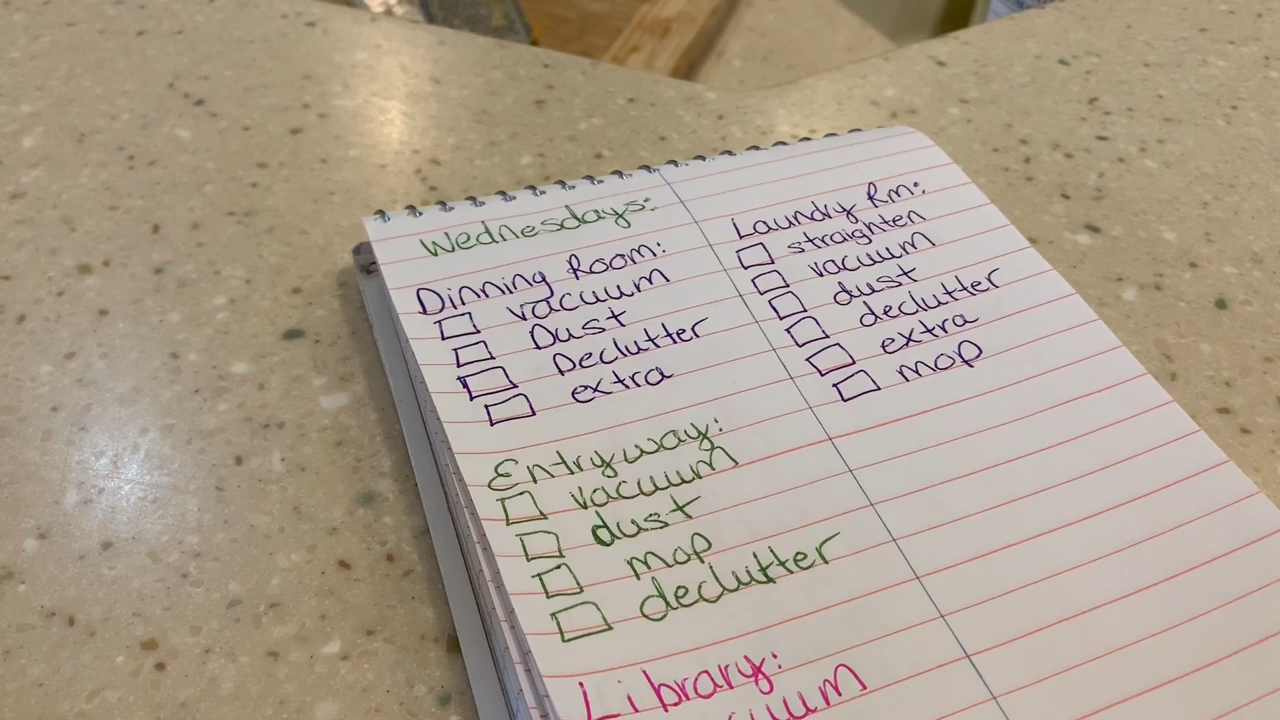 Wednesdays:
Dinning Room:
vacuum
Dust
Declutter
extra
Entryway:
vacuum
dust
mop
declutter
Library:
Laundry Rm:
straighten
vacuum
dust
declutter
extra
mop